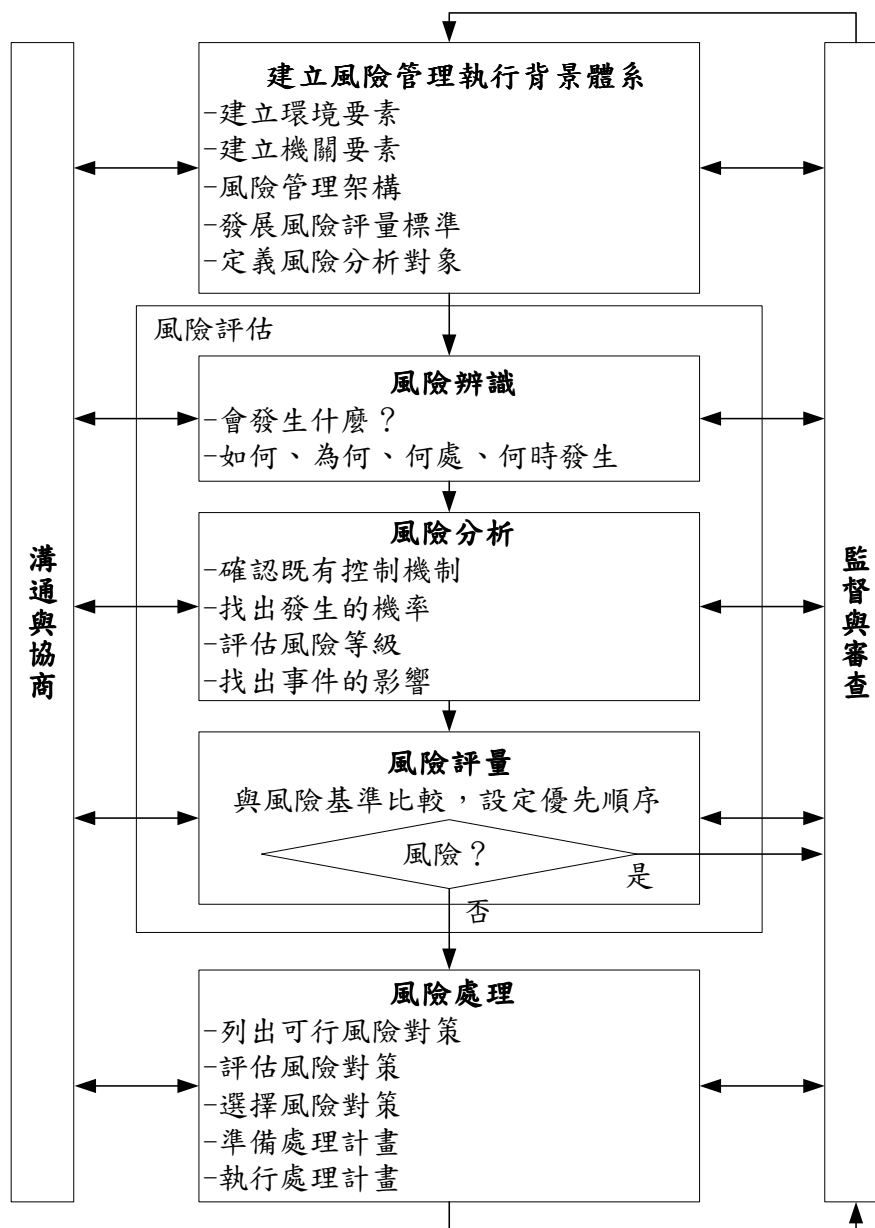 建立風險管理執行背景體系
-建立環境要素
-建立機關要素
-風險管理架構
-發展風險評量標準
-定義風險分析對象
風險評估
風險辨識
-會發生什麼？
-如何、為何、何處、何時發生
風險分析
-確認既有控制機制
-找出發生的機率
-評估風險等級
-找出事件的影響
風險評量
與風險基準比較，設定優先順序
風險？
是
否
風險處理
-列出可行風險對策
-評估風險對策
-選擇風險對策
-準備處理計畫
-執行處理計畫
溝通與協商
監督與審查